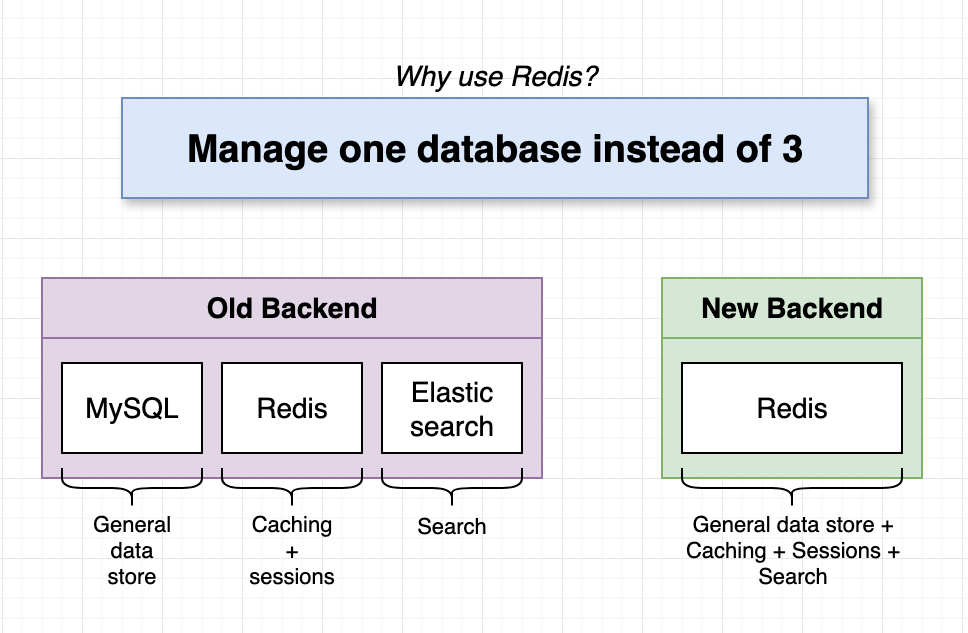 Why use Redis?
Manage one database instead of 3
Old Backend
MySQL
Redis
Elastic
search
General
data
store
Caching
+
sessions
Search
New Backend
Redis
General data store +
Caching + Sessions +
Search